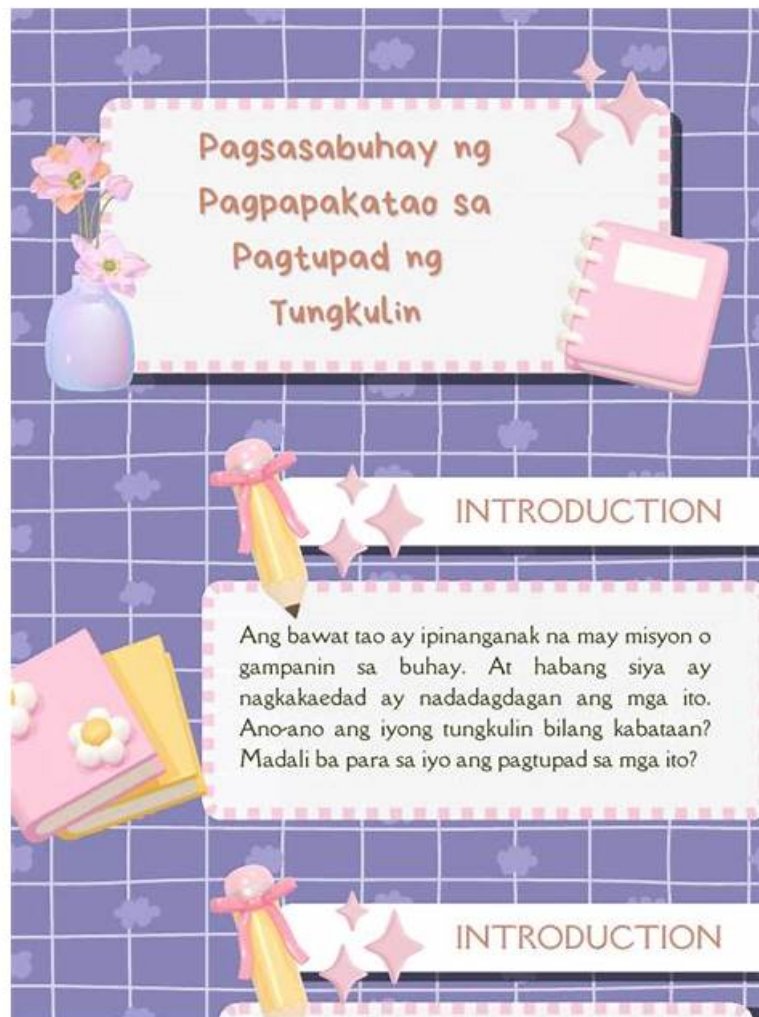 Pagsasabuhay ng
Pagpapakatao sa
Pagtupad ng
Tungkulin
INTRODUCTION
Ang bawat tao ay ipinanganak na may misyon o
gampanin sa buhay. At habang siya ay
nagkakaedad ay nadadagdagan ang mga ito.
Ano-ano ang iyong tungkulin bilang kabataan?
Madali ba para sa iyo ang pagtupad sa mga ito?
INTRODUCTION